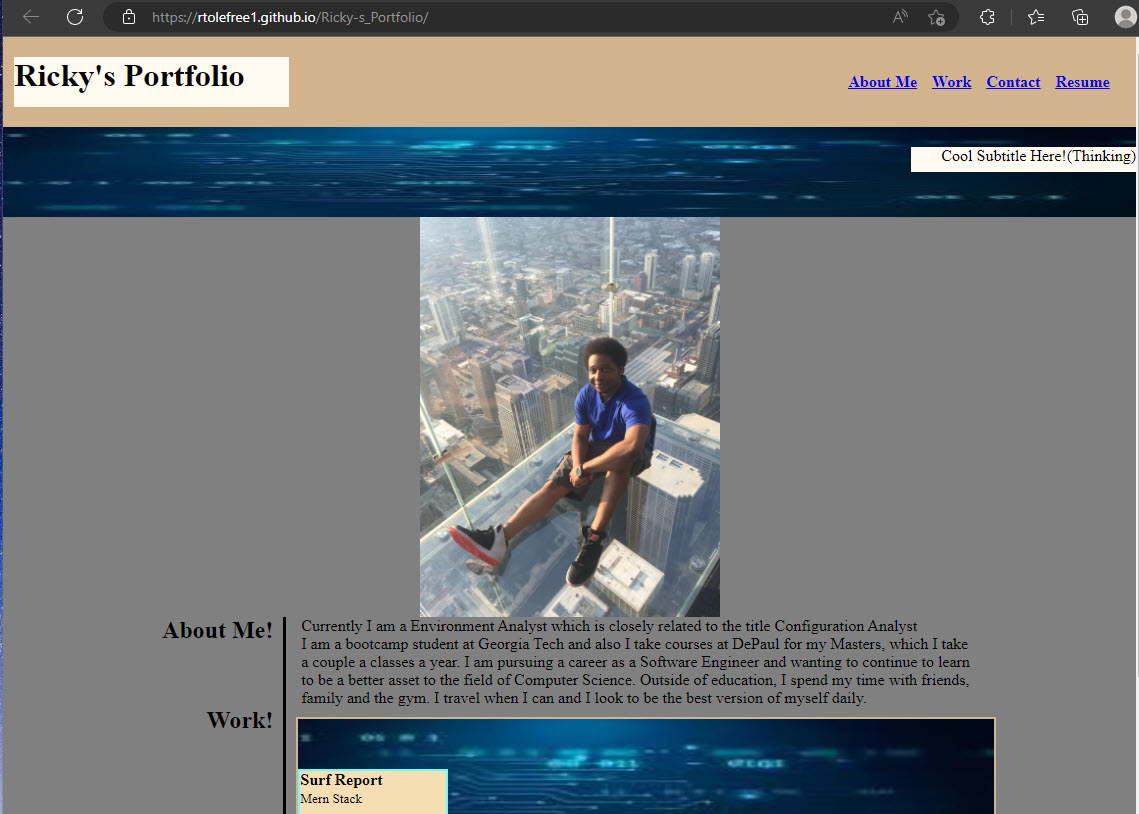 https://rtolefree1.github.io/Ricky-s_Portfolio/
Ricky's Portfolio
About Me Work Contact Resume
Cool Subtitle Here!(Thinking)
About Me!
Currently I am a Environment Analyst which is closely related to the title Configuration Analyst
I am a bootcamp student at Georgia Tech and also I take courses at DePaul for my Masters, which I take
a couple a classes a year. I am pursuing a career as a Software Engineer and wanting to continue to learn
to be a better asset to the field of Computer Science. Outside of education, I spend my time with friends,
family and the gym. I travel when I can and I look to be the best version of myself daily.
Work!
Surf Report
Mern Stack